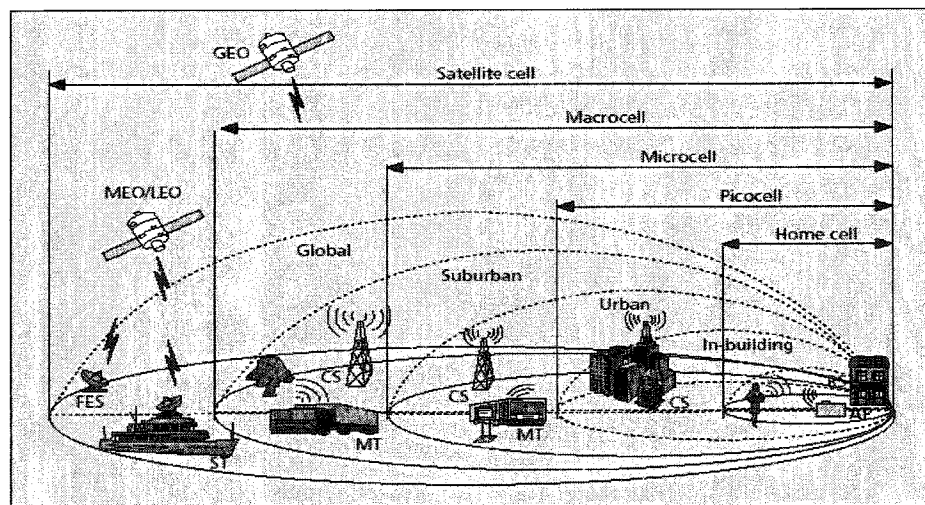 GEO
Satellite cell
Macrocell
Microcell
MEO/LEO
Picocell
Home cell
Global
Suburban
Urban
In-building
FES
CS
CS
CS
AP
ST
MT
MT